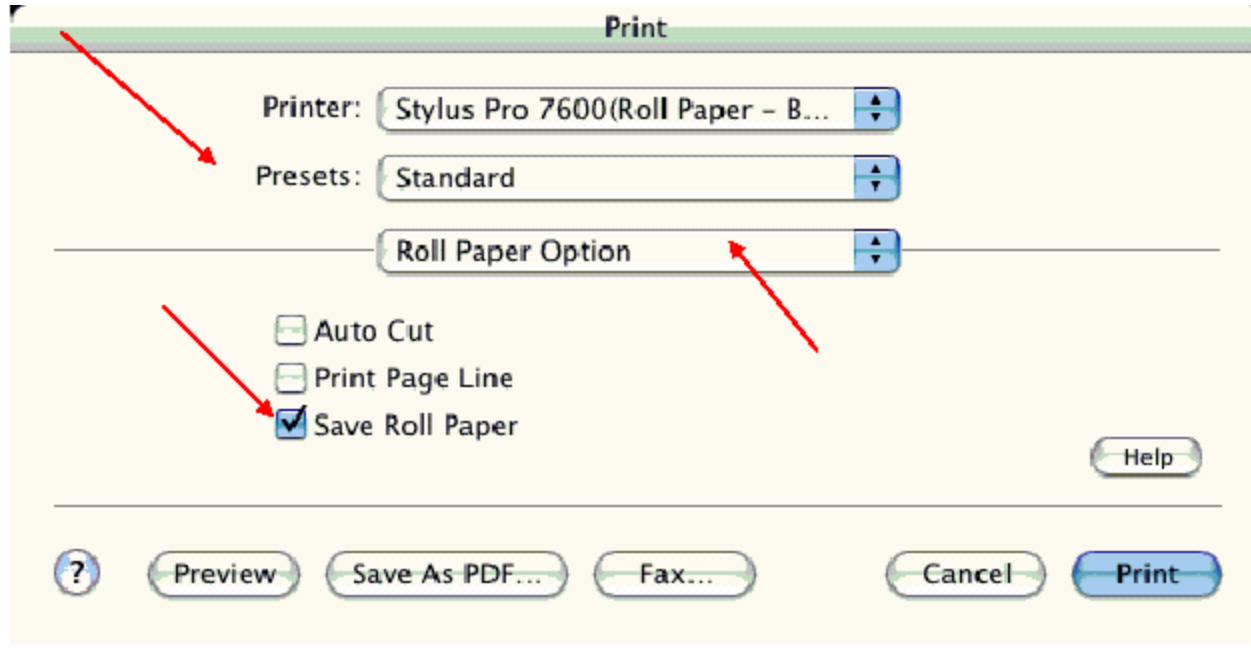 Print
Printer: Stylus Pro 7600(Roll Paper – B...
Presets: Standard
Roll Paper Option
Auto Cut
Print Page Line
Save Roll Paper
Help
? Preview Save As PDF... Fax... Cancel Print